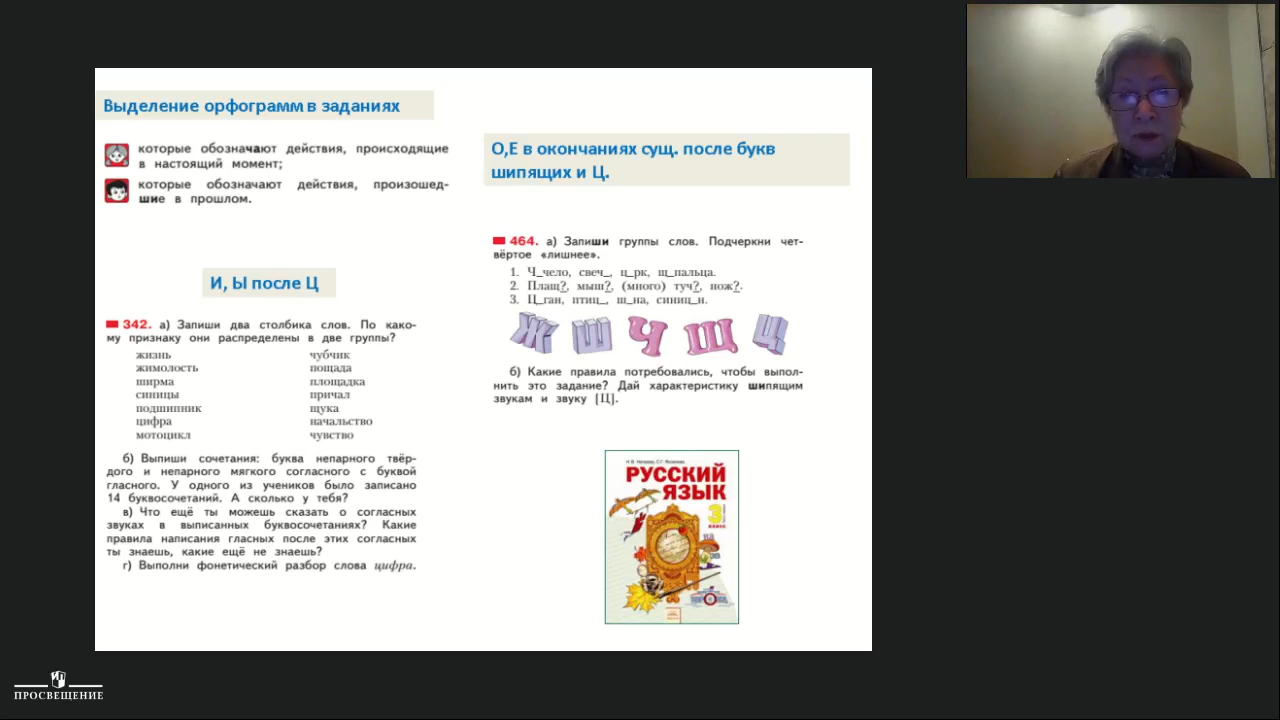 Выделение орфограмм в заданиях
которые обозначают действия, происходящие
в настоящий момент;
которые обозначают действия, произошед-
шие в прошлом.
И, Ы после Ц
342. а) Запиши два столбика слов. По како-
му признаку они распределены в две группы?
жизнь чубчик
жимолость пощада
ширма площадка
синицы причал
подшипник щука
цифра начальство
мотоцикл чувство
б) Выпиши сочетания: буква непарного твёр-
дого и непарного мягкого согласного с буквой
гласного. У одного из учеников было записано
14 буквосочетаний. А сколько у тебя?
в) Что ещё ты можешь сказать о согласных
звуках в выписанных буквосочетаниях? Какие
правила написания гласных после этих согласных
ты знаешь, какие ещё не знаешь?
г) Выполни фонетический разбор слова цифра.
О,Е в окончаниях сущ. после букв
шипящих и Ц.
464. а) Запиши группы слов. Подчеркни чет-
вёртое «лишнее».
1. Ч_чело, свеч_, ц_рк, щ_пальца.
2. Плащ?, мыш?, (много) туч?, нож?.
3. Ц_ган, птиц_, ш_на, синиц_н.
Ж Ш Ч Щ Ц
б) Какие правила потребовались, чтобы выпол-
нить это задание? Дай характеристику шипящим
звукам и звуку [Ц].
РУССКИЙ
ЯЗЫК
3
класс
ПРОСВЕЩЕНИЕ